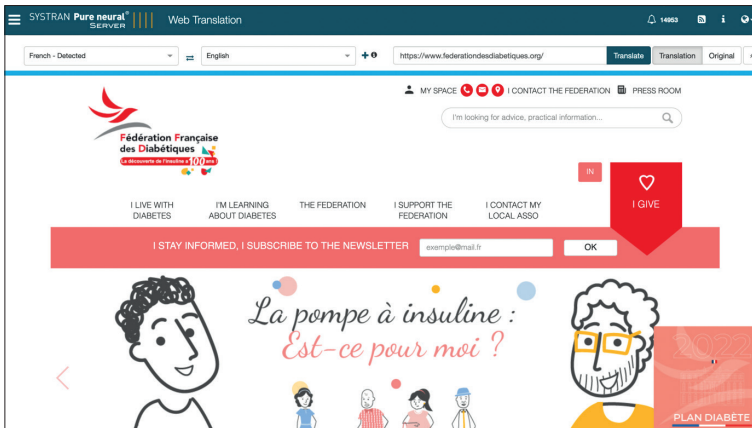 SYSTRAN Pure neural® SERVER Web Translation 14953 i
French - Detected English https://www.federationdesdiabetiques.org/ Translate Translation Original
MY SPACE I CONTACT THE FEDERATION PRESS ROOM
I'm looking for advice, practical information...
Fédération Française
des Diabétiques
La découverte de l'insuline a 100 ans !
IN
I GIVE
I LIVE WITH DIABETES
I'M LEARNING ABOUT DIABETES
THE FEDERATION
I SUPPORT THE FEDERATION
I CONTACT MY LOCAL ASSO
I STAY INFORMED, I SUBSCRIBE TO THE NEWSLETTER exemple@mail.fr OK
La pompe à insuline :
Est-ce pour moi ?
2022
PLAN DIABÈTE